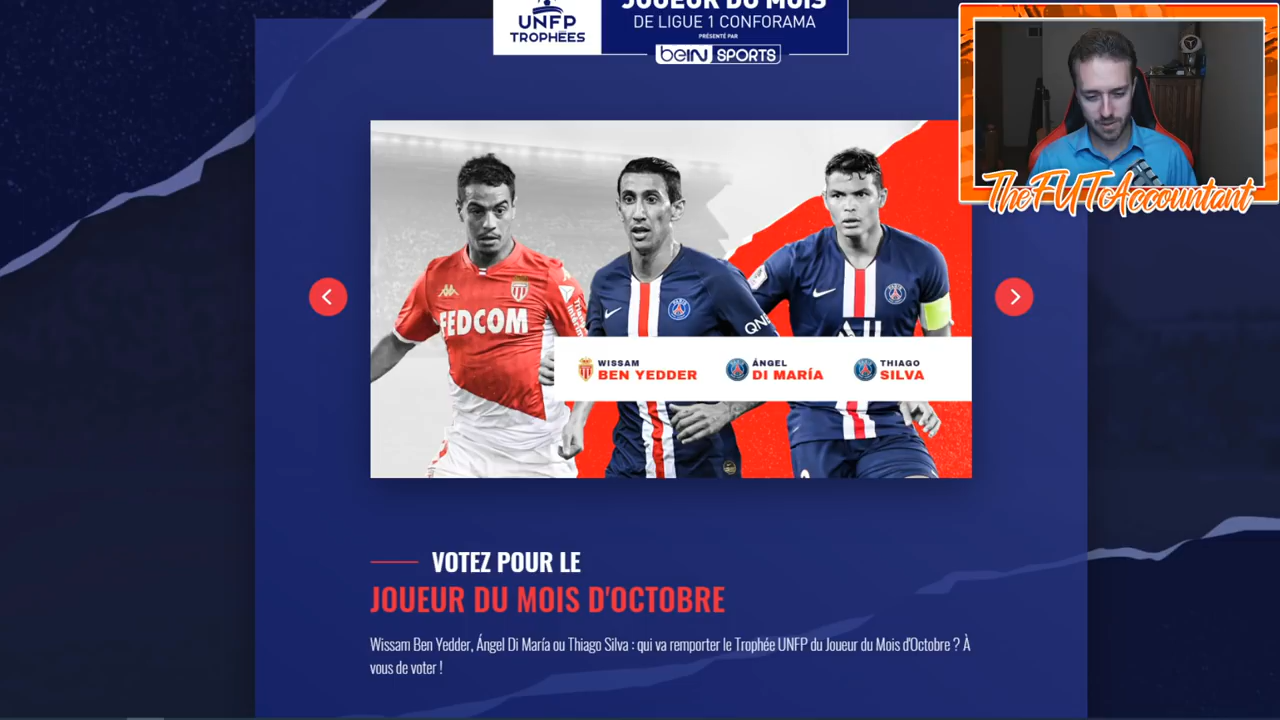 UNFP
TROPHÉES
JOUEUR DU MOIS
DE LIGUE 1 CONFORAMA
PRÉSENTÉ PAR
beIN SPORTS
TheFUTAccountant
FEDCOM
QNB
WISSAM
BEN YEDDER
ÁNGEL
DI MARÍA
THIAGO
SILVA
VOTEZ POUR LE
JOUEUR DU MOIS D'OCTOBRE
Wissam Ben Yedder, Ángel Di María ou Thiago Silva : qui va remporter le Trophée UNFP du Joueur du Mois d'Octobre ? À
vous de voter !